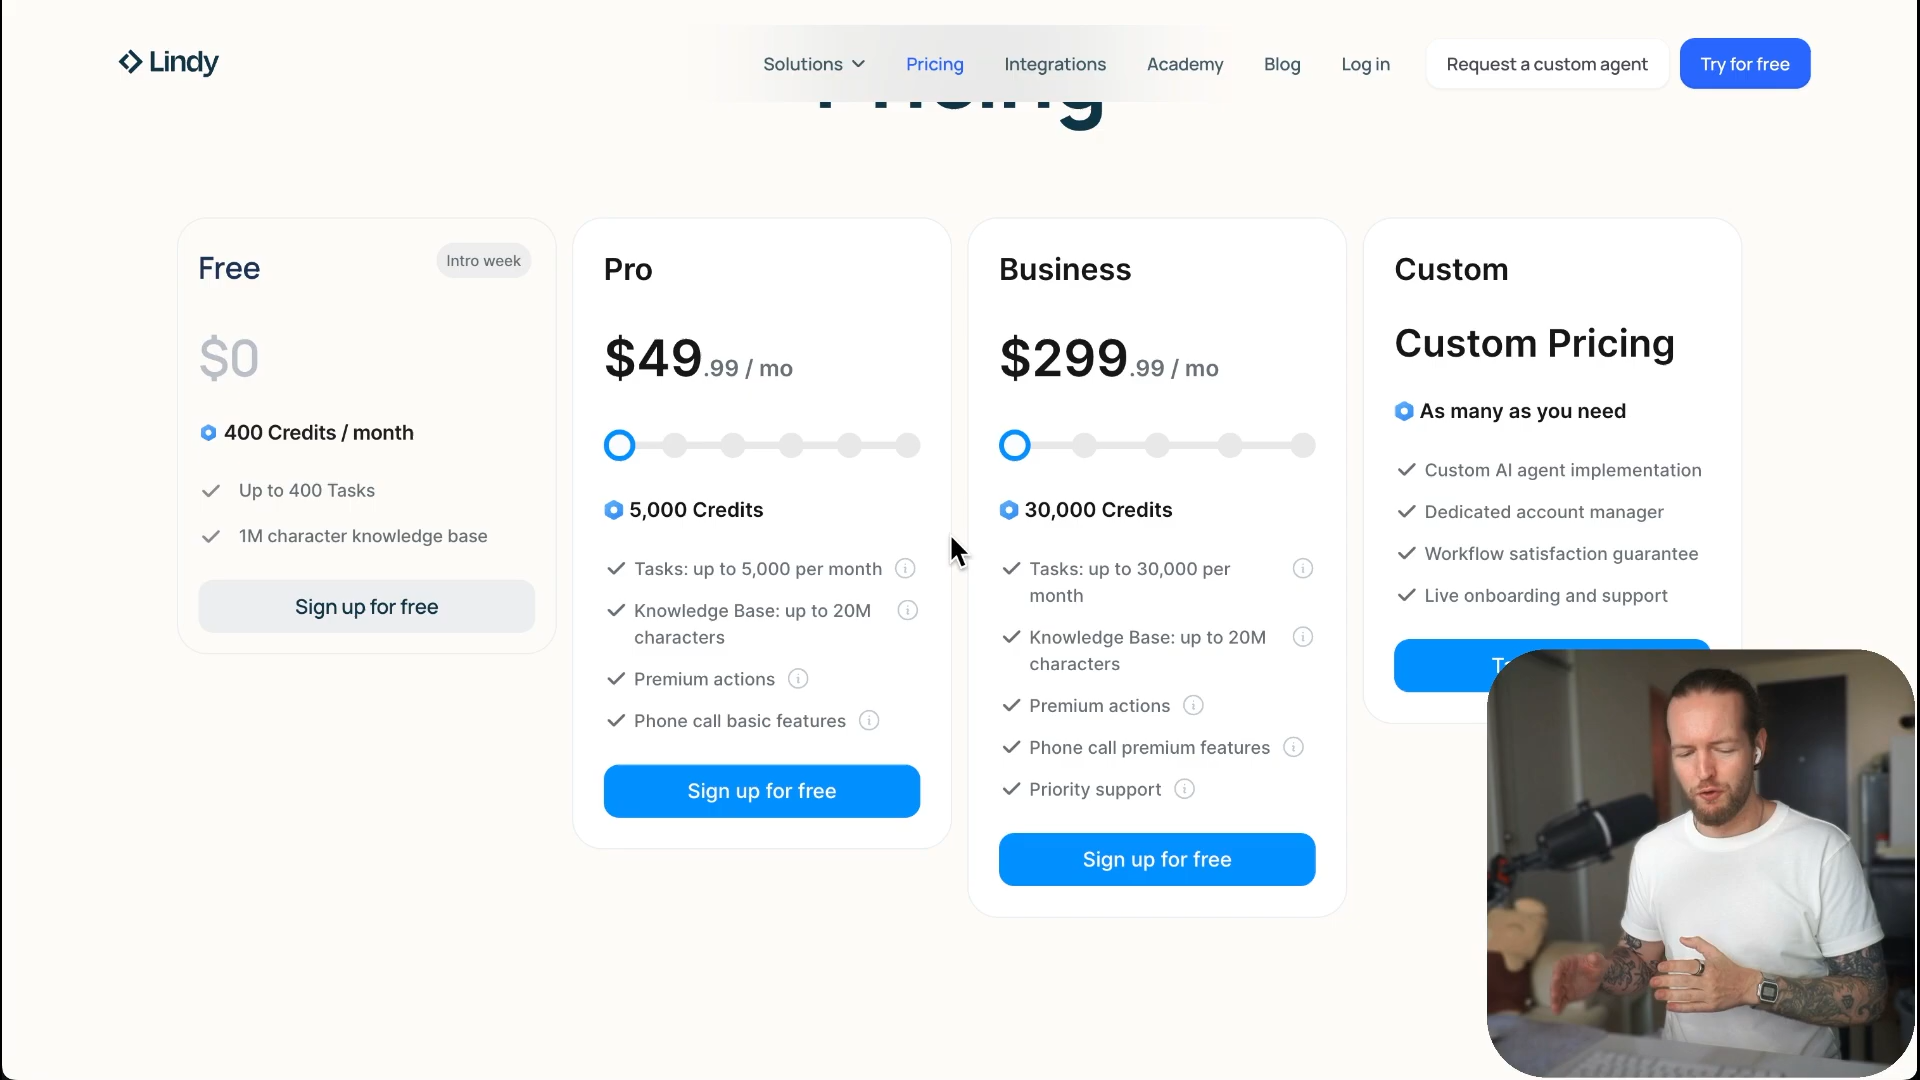 Lindy
Solutions
Pricing
Integrations
Academy
Blog
Log in
Request a custom agent
Try for free
Pricing
Free
Intro week
$0
400 Credits / month
Up to 400 Tasks
1M character knowledge base
Sign up for free
Pro
$49.99 / mo
5,000 Credits
Tasks: up to 5,000 per month
Knowledge Base: up to 20M
characters
Premium actions
Phone call basic features
Sign up for free
Business
$299.99 / mo
30,000 Credits
Tasks: up to 30,000 per
month
Knowledge Base: up to 20M
characters
Premium actions
Phone call premium features
Priority support
Sign up for free
Custom
Custom Pricing
As many as you need
Custom AI agent implementation
Dedicated account manager
Workflow satisfaction guarantee
Live onboarding and support